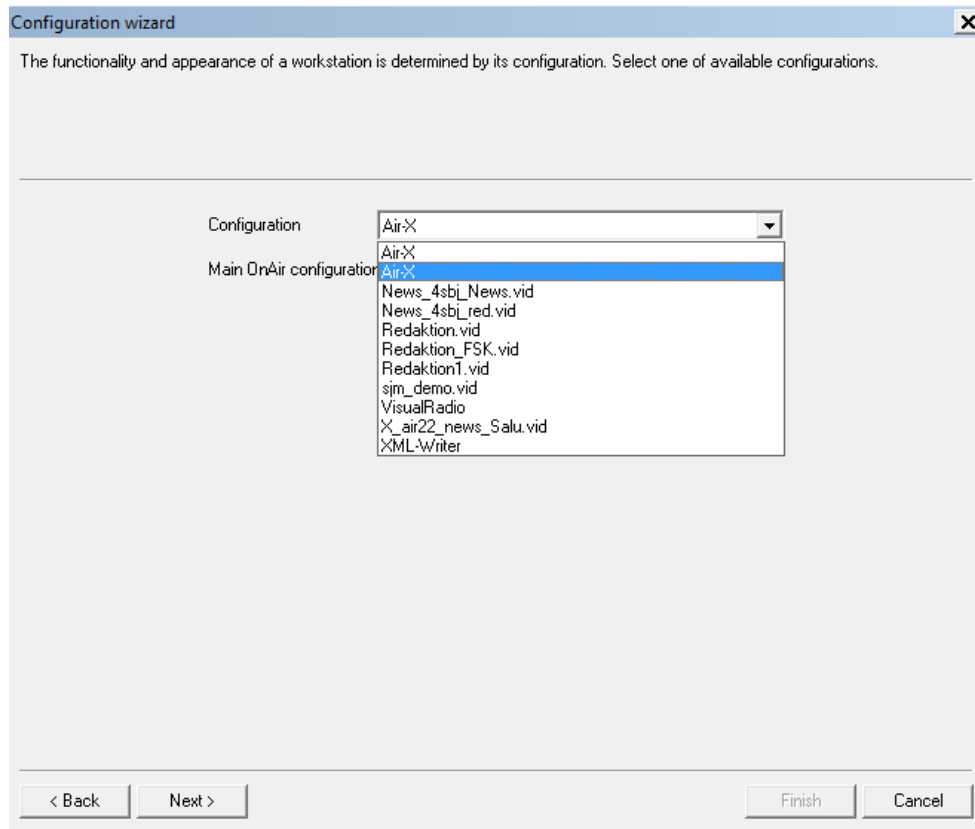 Configuration wizard
The functionality and appearance of a workstation is determined by its configuration. Select one of available configurations.
Configuration
Air-X
Main OnAir configuration
Air-X
Air-X
News_4sbj_News.vid
News_4sbj_red.vid
Redaktion.vid
Redaktion_FSK.vid
Redaktion1.vid
sjm_demo.vid
VisualRadio
X_air22_news_Salu.vid
XML-Writer
< Back
Next >
Finish
Cancel